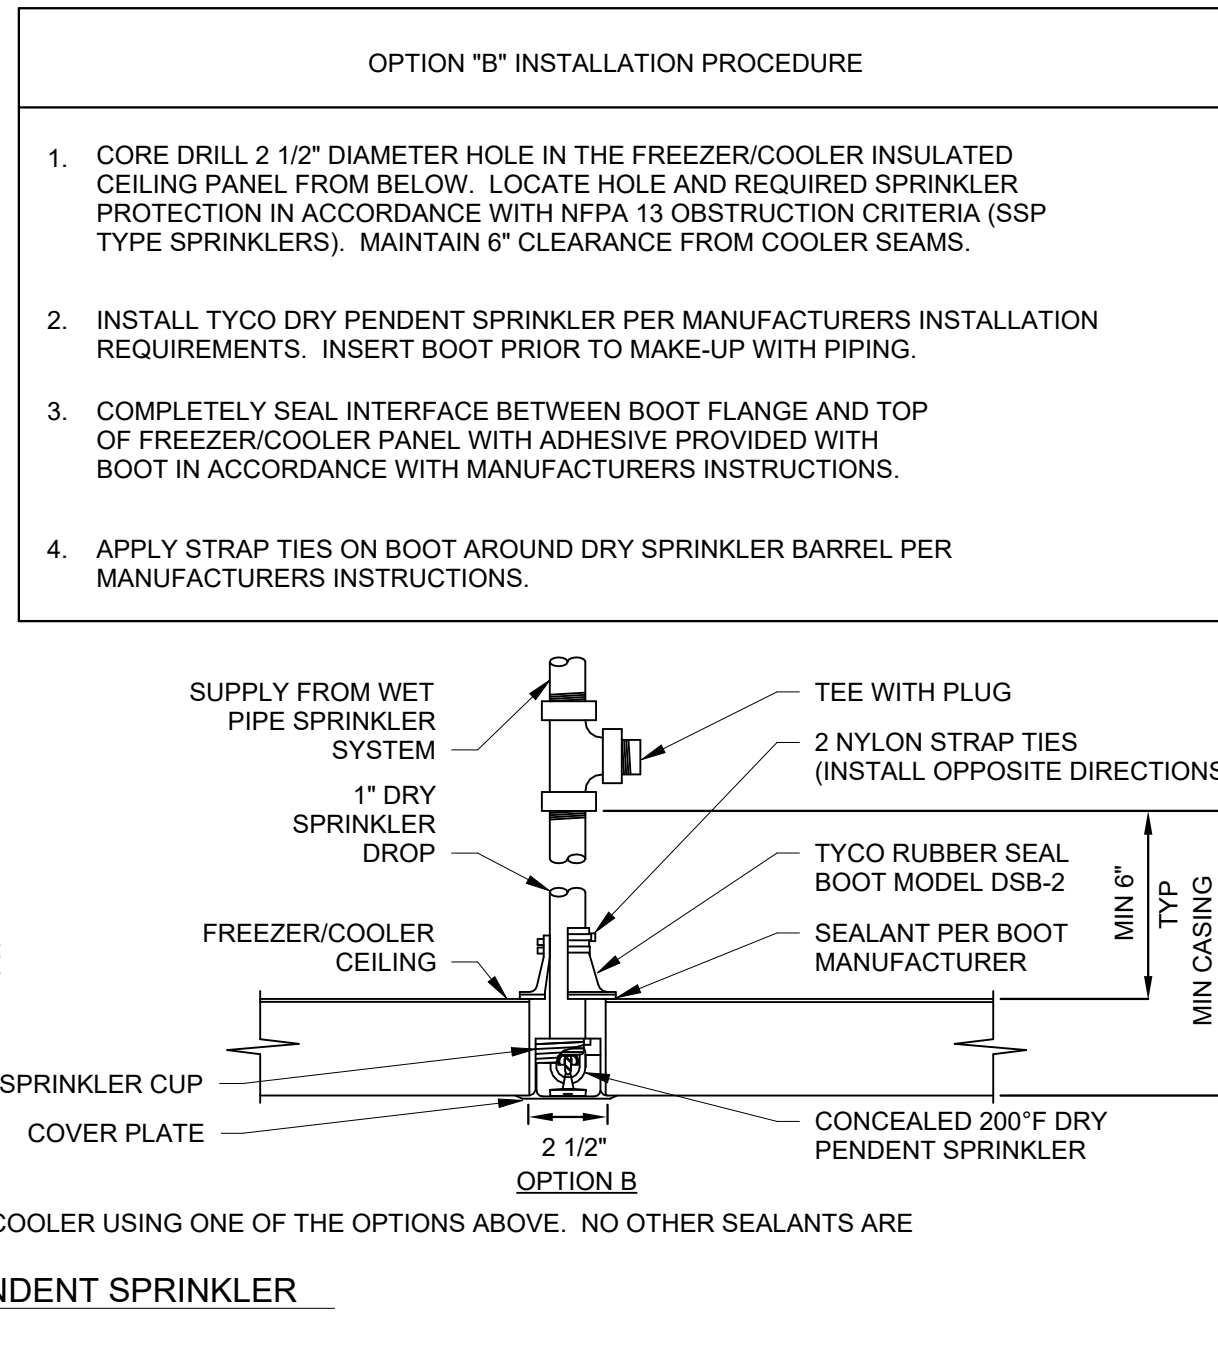 OPTION "B" INSTALLATION PROCEDURE
1. CORE DRILL 2 1/2" DIAMETER HOLE IN THE FREEZER/COOLER INSULATED
CEILING PANEL FROM BELOW. LOCATE HOLE AND REQUIRED SPRINKLER
PROTECTION IN ACCORDANCE WITH NFPA 13 OBSTRUCTION CRITERIA (SSP
TYPE SPRINKLERS). MAINTAIN 6" CLEARANCE FROM COOLER SEAMS.
2. INSTALL TYCO DRY PENDENT SPRINKLER PER MANUFACTURERS INSTALLATION
REQUIREMENTS. INSERT BOOT PRIOR TO MAKE-UP WITH PIPING.
3. COMPLETELY SEAL INTERFACE BETWEEN BOOT FLANGE AND TOP
OF FREEZER/COOLER PANEL WITH ADHESIVE PROVIDED WITH
BOOT IN ACCORDANCE WITH MANUFACTURERS INSTRUCTIONS.
4. APPLY STRAP TIES ON BOOT AROUND DRY SPRINKLER BARREL PER
MANUFACTURERS INSTRUCTIONS.
SUPPLY FROM WET
PIPE SPRINKLER
SYSTEM
1" DRY
SPRINKLER
DROP
FREEZER/COOLER
CEILING
SPRINKLER CUP
COVER PLATE
TEE WITH PLUG
2 NYLON STRAP TIES
(INSTALL OPPOSITE DIRECTIONS
TYCO RUBBER SEAL
BOOT MODEL DSB-2
SEALANT PER BOOT
MANUFACTURER
CONCEALED 200°F DRY
PENDENT SPRINKLER
MIN 6"
TYP
MIN CASING
2 1/2"
OPTION B
COOLER USING ONE OF THE OPTIONS ABOVE. NO OTHER SEALANTS ARE
NDENT SPRINKLER